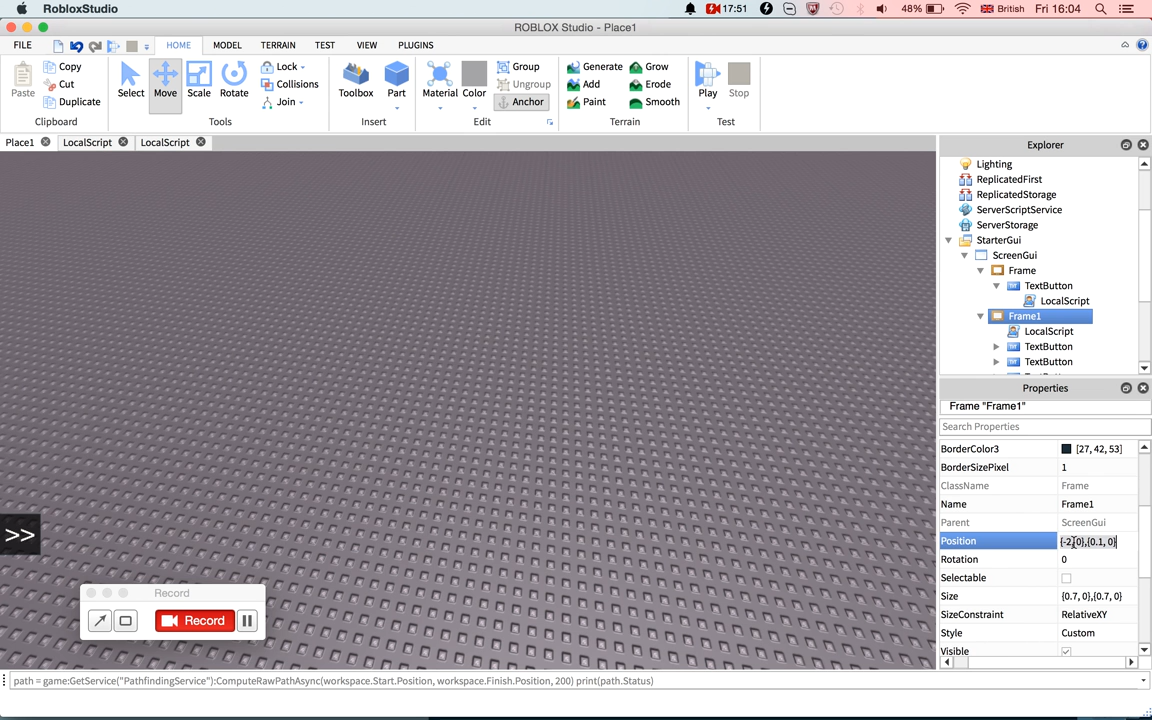 RobloxStudio
17:51
48%
British
Fri 16:04
ROBLOX Studio - Place1
FILE
HOME
MODEL
TERRAIN
TEST
VIEW
PLUGINS
Paste
Copy
Cut
Duplicate
Clipboard
Select
Move
Scale
Rotate
Lock
Collisions
Join
Tools
Toolbox
Part
Insert
Material
Color
Group
Ungroup
Anchor
Edit
Generate
Grow
Add
Erode
Paint
Smooth
Terrain
Play
Stop
Test
Place1
LocalScript
LocalScript
Explorer
Lighting
ReplicatedFirst
ReplicatedStorage
ServerScriptService
ServerStorage
StarterGui
ScreenGui
Frame
TextButton
LocalScript
Frame1
LocalScript
TextButton
TextButton
Properties
Frame "Frame1"
Search Properties
BorderColor3 [27, 42, 53]
BorderSizePixel 1
ClassName Frame
Name Frame1
Parent ScreenGui
Position {-2, 0},{0.1, 0}
Rotation 0
Selectable
Size {0.7, 0},{0.7, 0}
SizeConstraint RelativeXY
Style Custom
Visible
>>
Record
Record
path = game:GetService("PathfindingService"):ComputeRawPathAsync(workspace.Start.Position, workspace.Finish.Position, 200) print(path.Status)